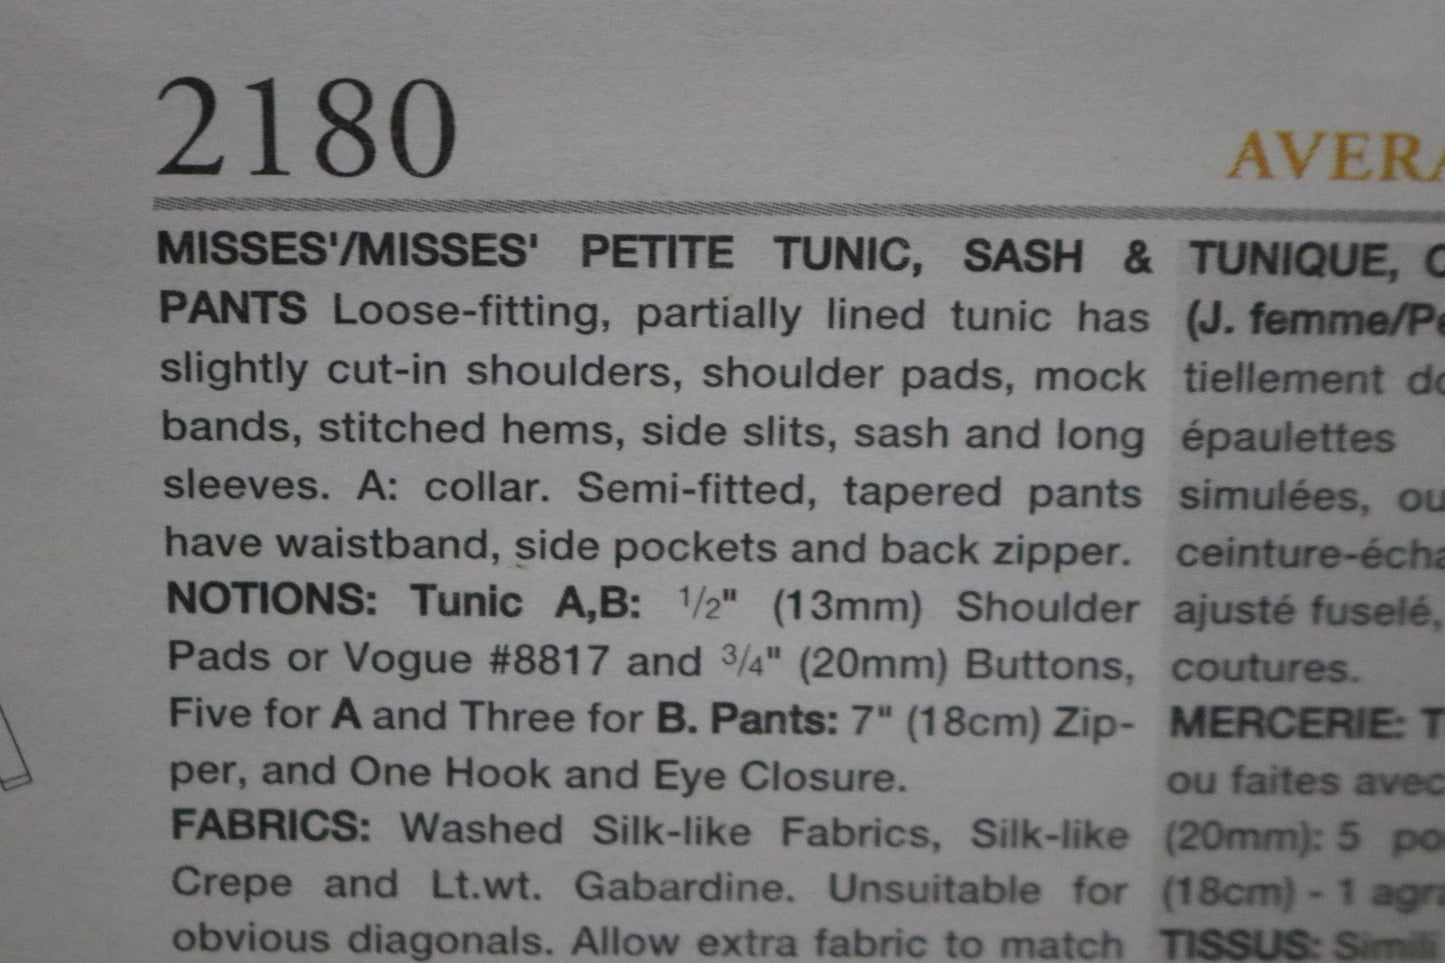 2180
MISSES'/MISSES' PETITE TUNIC, SASH &
PANTS Loose-fitting, partially lined tunic has
slightly cut-in shoulders, shoulder pads, mock
bands, stitched hems, side slits, sash and long
sleeves. A: collar. Semi-fitted, tapered pants
have waistband, side pockets and back zipper.
NOTIONS: Tunic A,B: 1/2" (13mm) Shoulder
Pads or Vogue #8817 and 3/4" (20mm) Buttons,
Five for A and Three for B. Pants: 7" (18cm) Zip-
per, and One Hook and Eye Closure.
FABRICS: Washed Silk-like Fabrics, Silk-like
Crepe and Lt.wt. Gabardine. Unsuitable for
obvious diagonals. Allow extra fabric to match
AVERA
TUNIQUE,
(J. femme/Pe
tiellement do
épaulettes
simulées, ou
ceinture-écha
ajusté fuselé,
coutures.
MERCERIE: T
ou faites avec
(20mm): 5 po
(18cm) - 1 agra
TISSUS: Simili